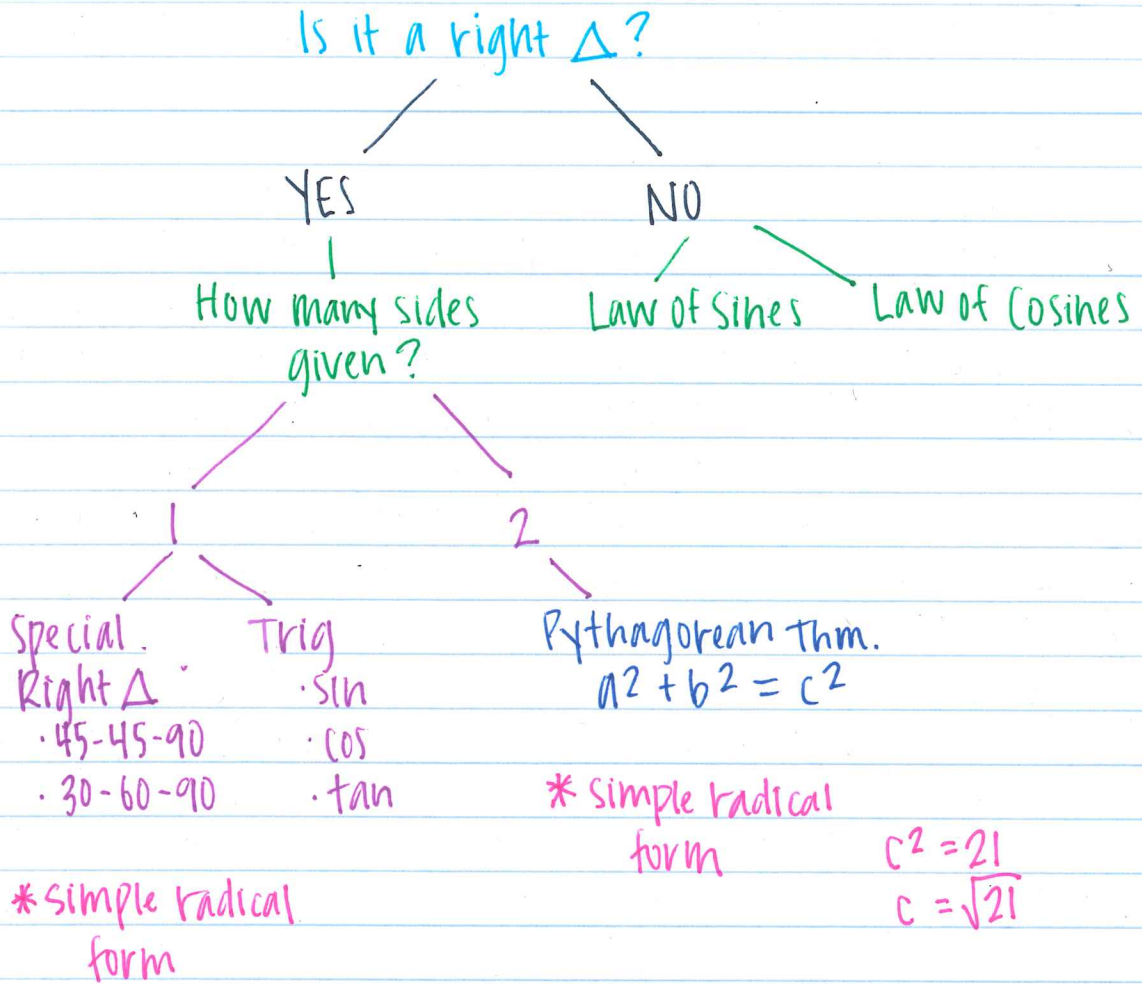 Is it a right Δ?
YES
NO
How many sides
given?
Law of Sines
Law of Cosines
1
2
Special
Right Δ
· 45-45-90
· 30-60-90
Trig
· sin
· cos
· tan
Pythagorean Thm.
a² + b² = c²
* simple radical
form
c² = 21
c = √21
* simple radical
form